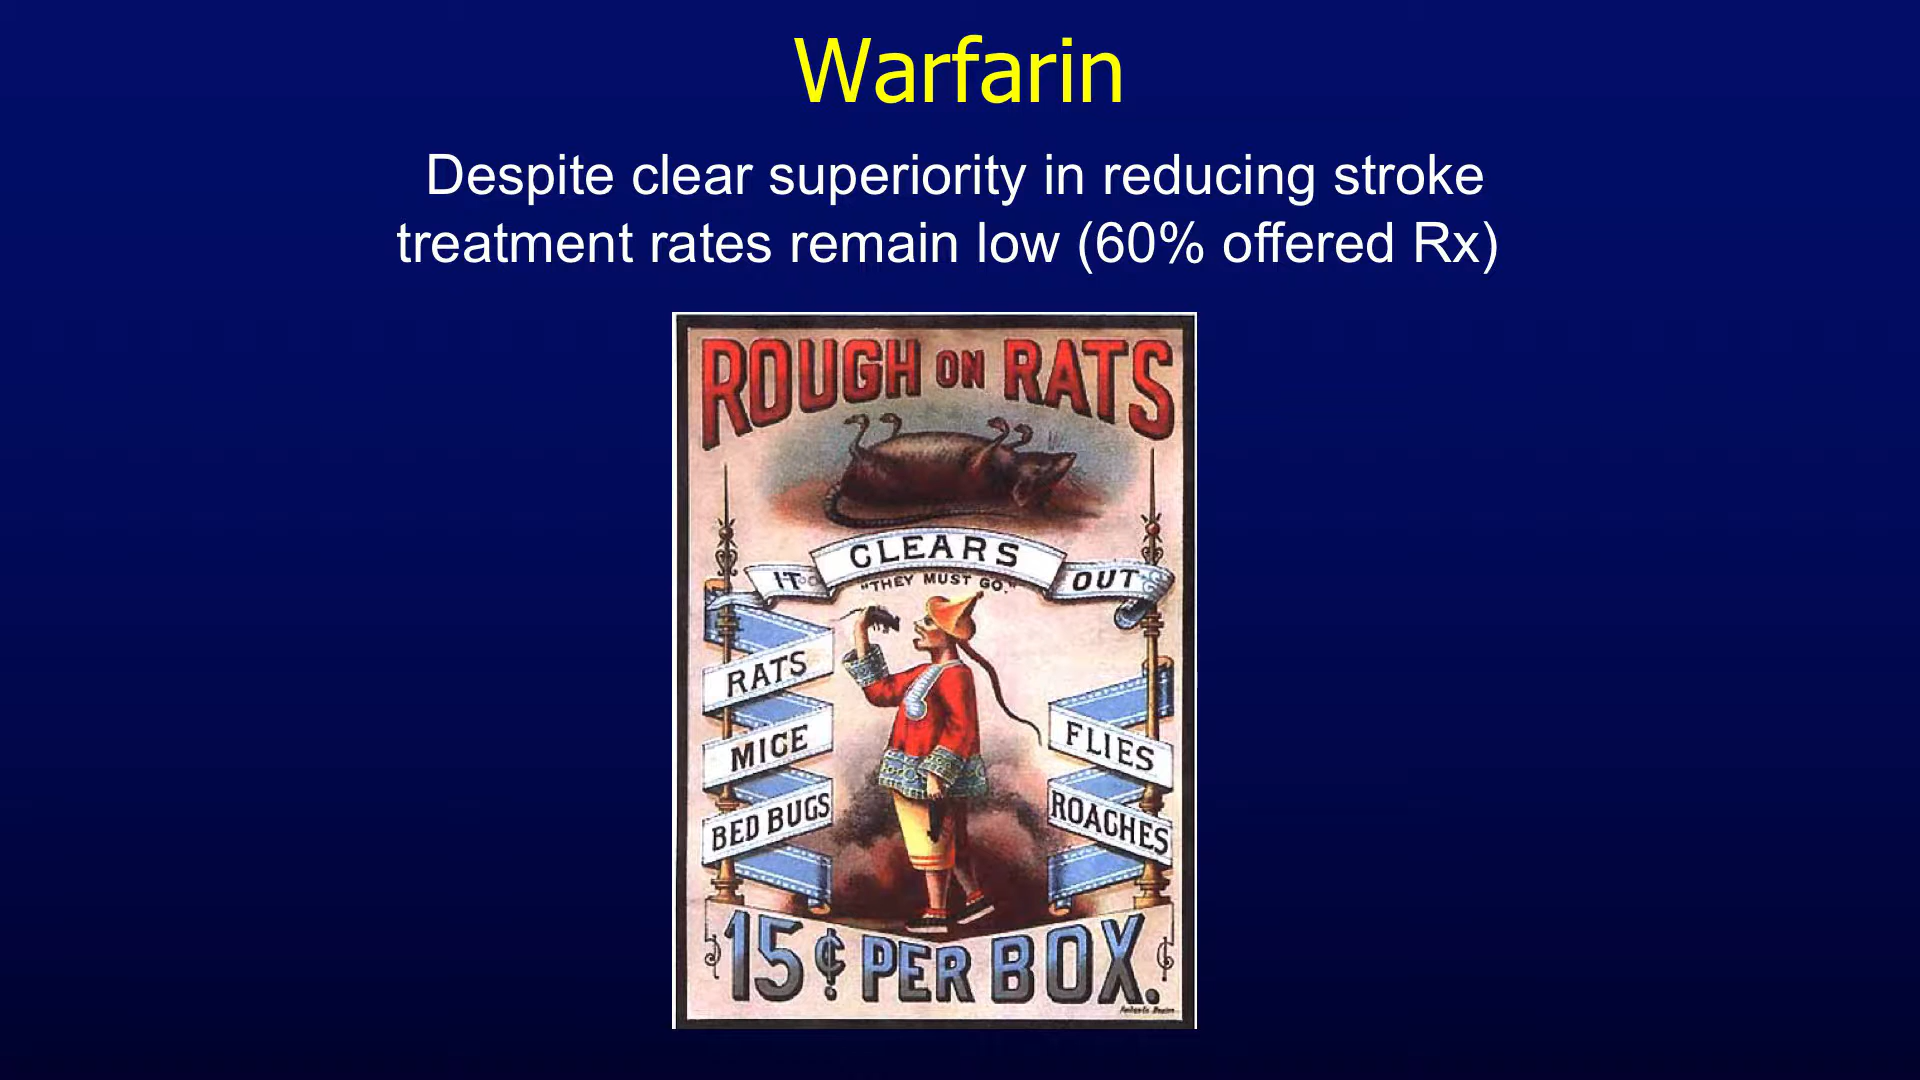 Warfarin
Despite clear superiority in reducing stroke
treatment rates remain low (60% offered Rx)
ROUGH ON RATS
IT CLEARS OUT
"THEY MUST GO."
RATS
MICE
BED BUGS
FLIES
ROACHES
15¢ PER BOX.